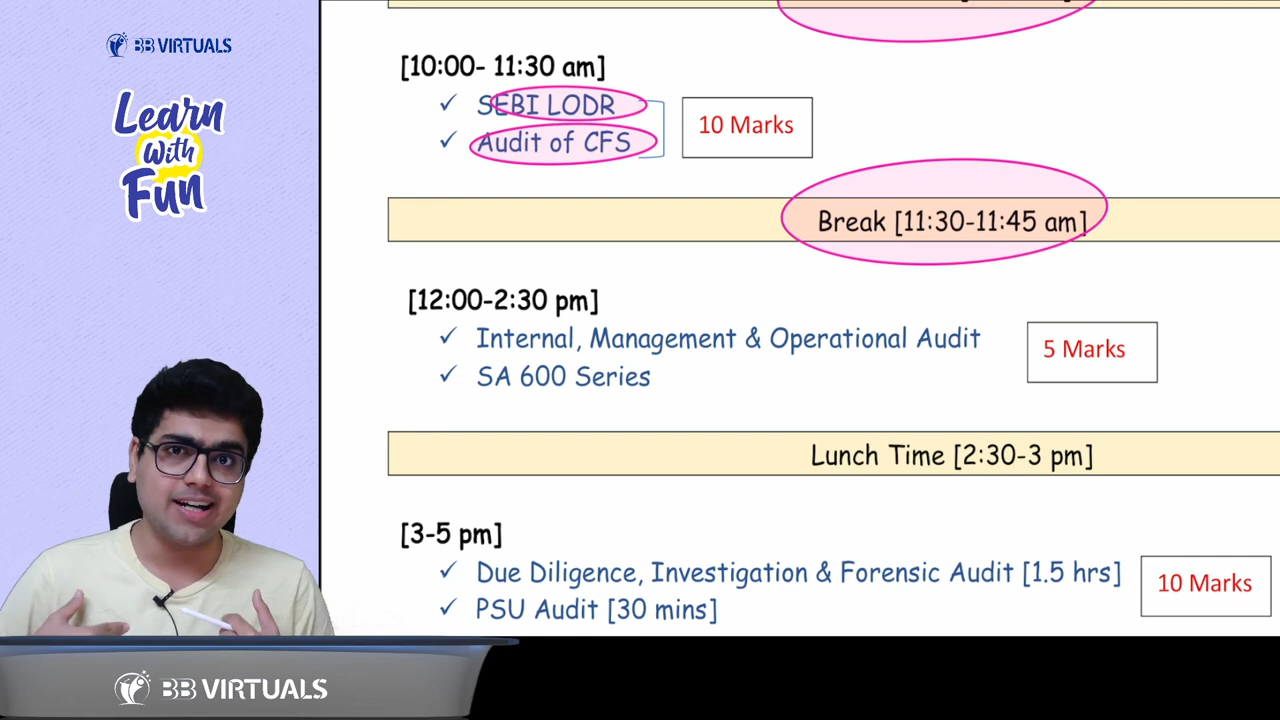 BB VIRTUALS
Learn
With
Fun
[10:00- 11:30 am]
✓ SEBI LODR
✓ Audit of CFS
10 Marks
Break [11:30-11:45 am]
[12:00-2:30 pm]
✓ Internal, Management & Operational Audit
✓ SA 600 Series
5 Marks
Lunch Time [2:30-3 pm]
[3-5 pm]
✓ Due Diligence, Investigation & Forensic Audit [1.5 hrs]
✓ PSU Audit [30 mins]
10 Marks
BB VIRTUALS